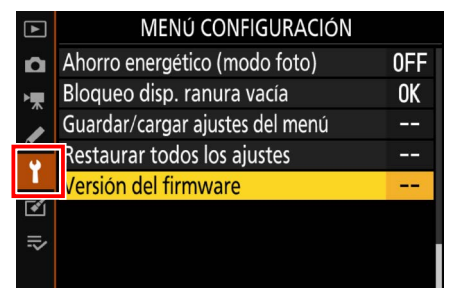 MENÚ CONFIGURACIÓN
Ahorro energético (modo foto) OFF
Bloqueo disp. ranura vacía OK
Guardar/cargar ajustes del menú --
Restaurar todos los ajustes --
Versión del firmware --